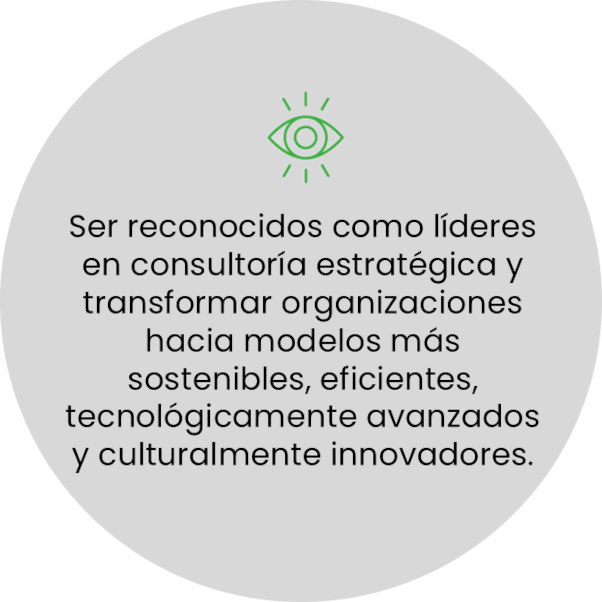 Ser reconocidos como líderes
en consultoría estratégica y
transformar organizaciones
hacia modelos más
sostenibles, eficientes,
tecnológicamente avanzados
y culturalmente innovadores.